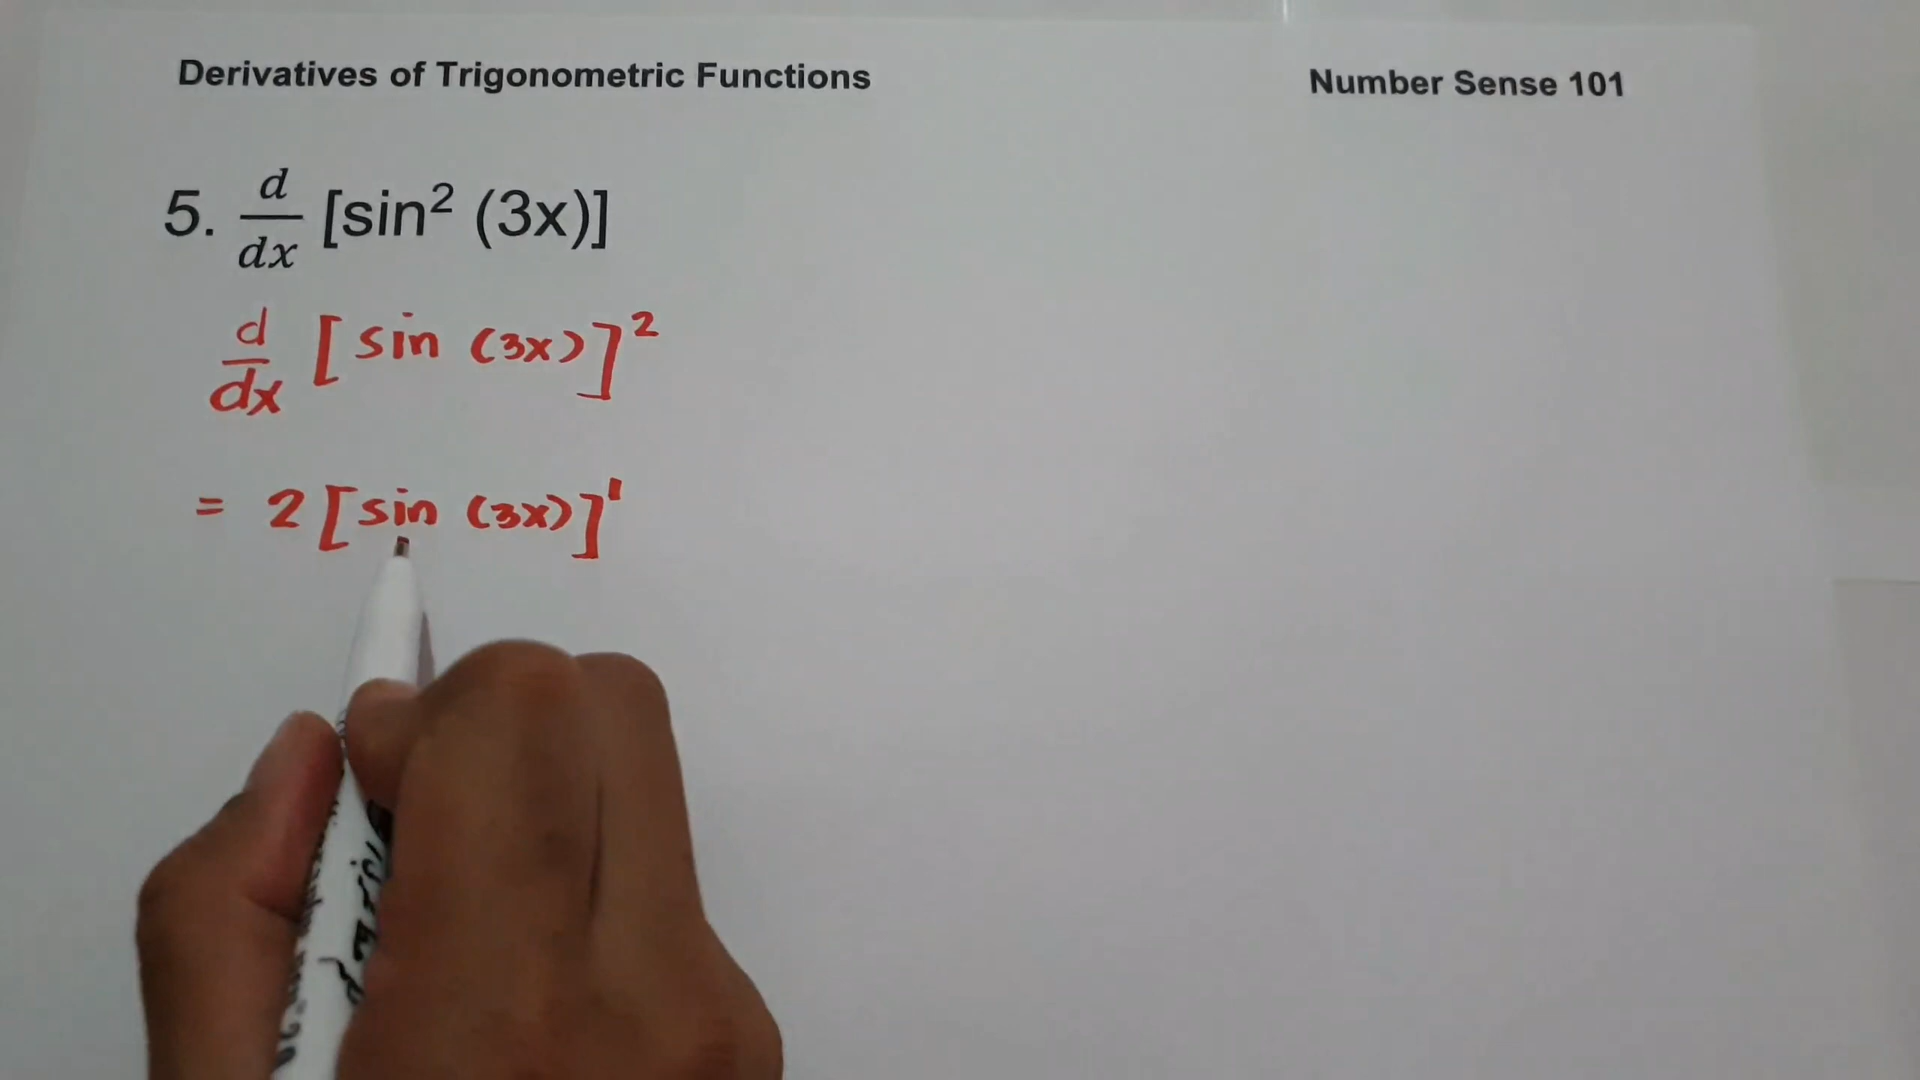 Derivatives of Trigonometric Functions Number Sense 101
5. d/dx [sin² (3x)]
d/dx [sin (3x)]²
= 2 [sin (3x)]¹